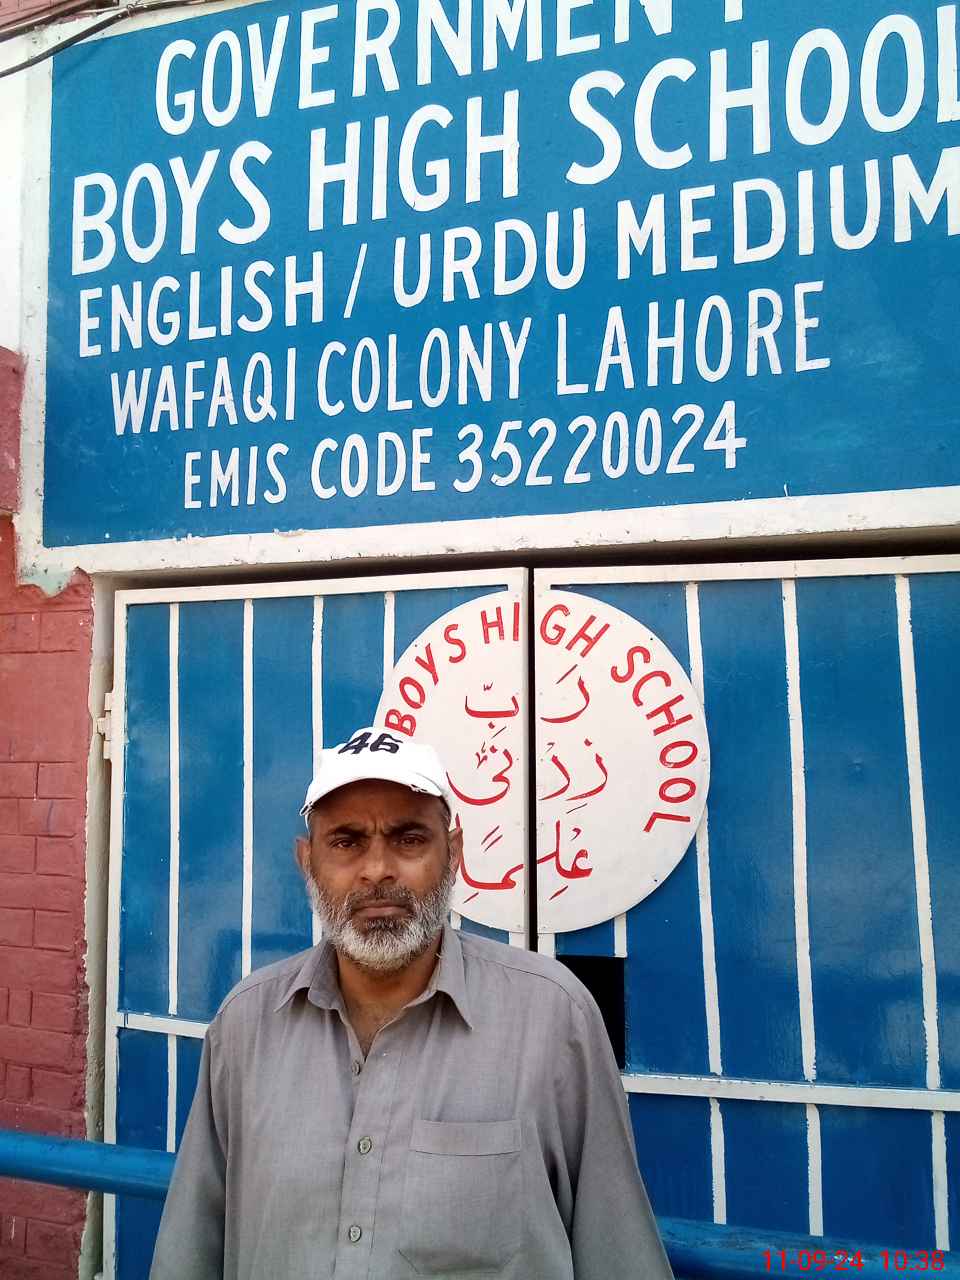 GOVERNMENT
BOYS HIGH SCHOOL
ENGLISH / URDU MEDIUM
WAFAQI COLONY LAHORE
EMIS CODE 35220024
BOYS HIGH SCHOOL
رَبِّ
زِدْنِیْ
عِلْمًا
46
11-09-24 10:38